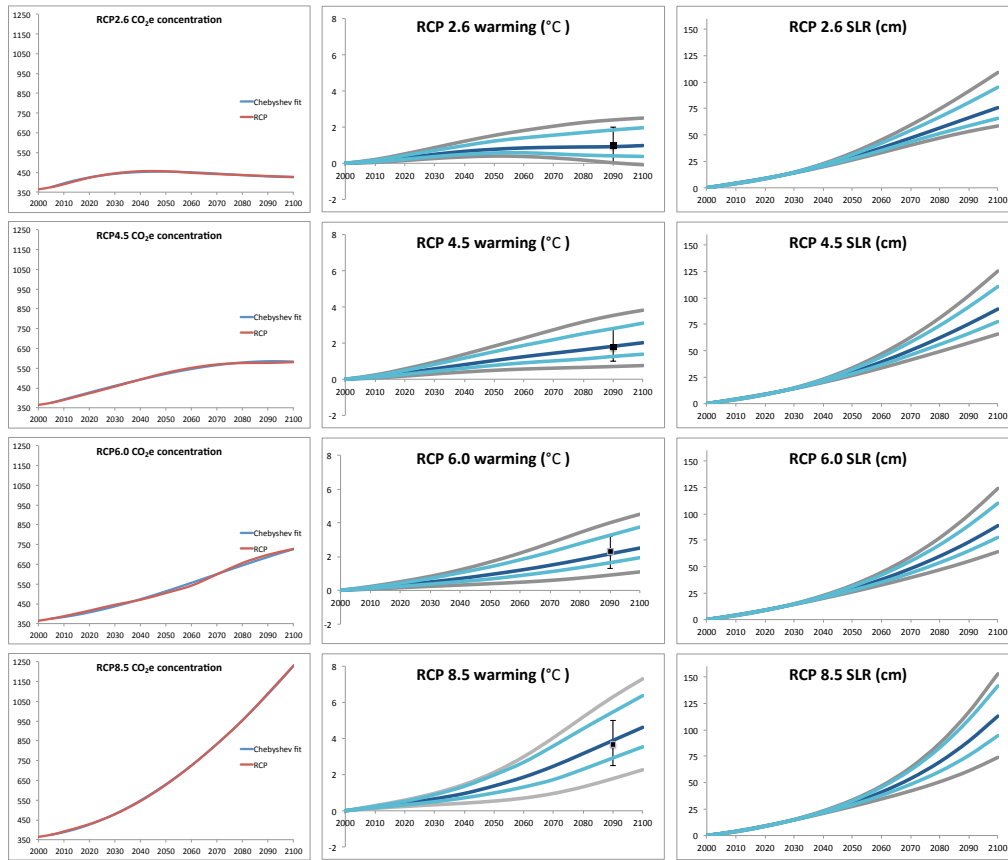 RCP2.6 CO₂e concentration
1250
1150
1050
950
850
750
650
550
450
350
2000 2010 2020 2030 2040 2050 2060 2070 2080 2090 2100
Chebyshev fit
RCP
RCP 2.6 warming (°C )
8
6
4
2
0
-2
2000 2010 2020 2030 2040 2050 2060 2070 2080 2090 2100
RCP 2.6 SLR (cm)
150
125
100
75
50
25
0
2000 2010 2020 2030 2040 2050 2060 2070 2080 2090 2100
RCP4.5 CO₂e concentration
1250
1150
1050
950
850
750
650
550
450
350
2000 2010 2020 2030 2040 2050 2060 2070 2080 2090 2100
Chebyshev fit
RCP
RCP 4.5 warming (°C )
8
6
4
2
0
-2
2000 2010 2020 2030 2040 2050 2060 2070 2080 2090 2100
RCP 4.5 SLR (cm)
150
125
100
75
50
25
0
2000 2010 2020 2030 2040 2050 2060 2070 2080 2090 2100
RCP6.0 CO₂e concentration
1250
1150
1050
950
850
750
650
550
450
350
2000 2010 2020 2030 2040 2050 2060 2070 2080 2090 2100
Chebyshev fit
RCP
RCP 6.0 warming (°C )
8
6
4
2
0
-2
2000 2010 2020 2030 2040 2050 2060 2070 2080 2090 2100
RCP 6.0 SLR (cm)
150
125
100
75
50
25
0
2000 2010 2020 2030 2040 2050 2060 2070 2080 2090 2100
RCP8.5 CO₂e concentration
1250
1150
1050
950
850
750
650
550
450
350
2000 2010 2020 2030 2040 2050 2060 2070 2080 2090 2100
Chebyshev fit
RCP
RCP 8.5 warming (°C )
8
6
4
2
0
-2
2000 2010 2020 2030 2040 2050 2060 2070 2080 2090 2100
RCP 8.5 SLR (cm)
150
125
100
75
50
25
0
2000 2010 2020 2030 2040 2050 2060 2070 2080 2090 2100